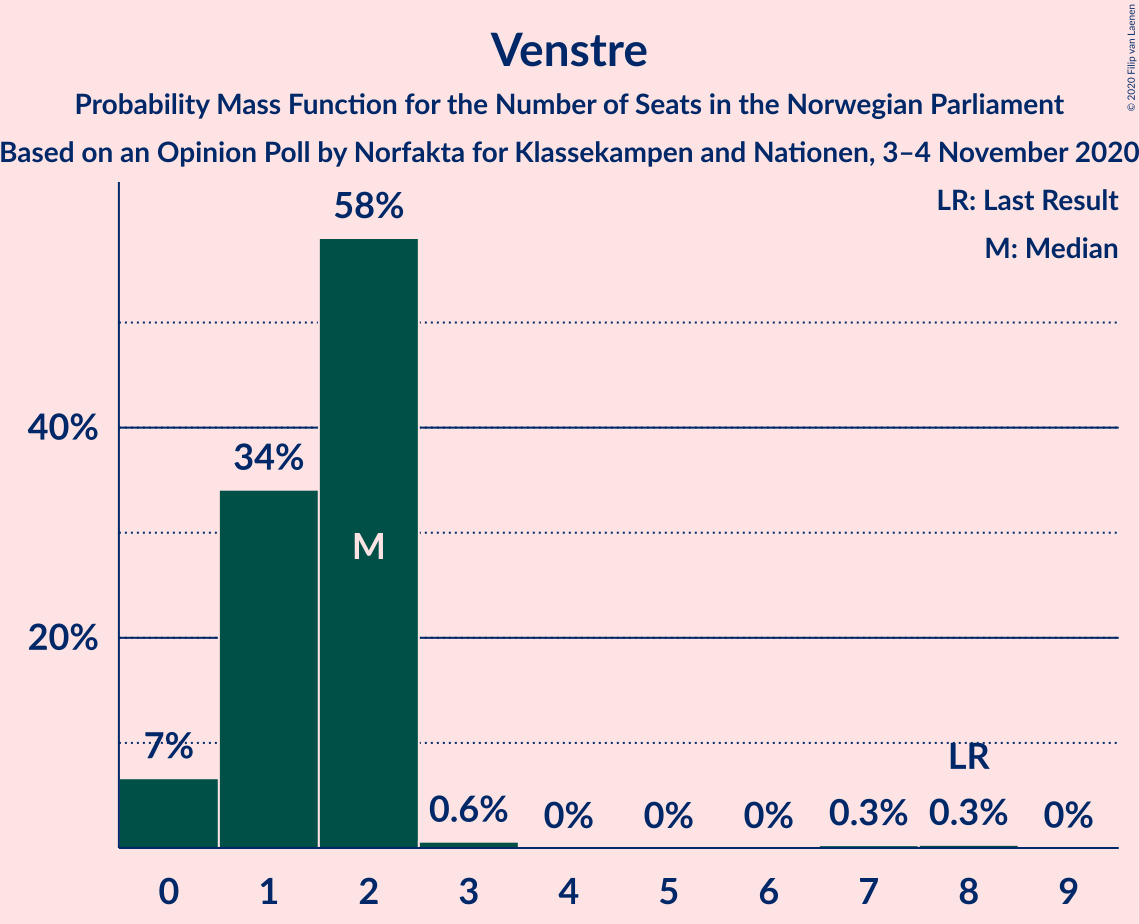 Venstre
Probability Mass Function for the Number of Seats in the Norwegian Parliament
Based on an Opinion Poll by Norfakta for Klassekampen and Nationen, 3–4 November 2020
© 2020 Filip van Laenen
LR: Last Result
M: Median
58%
40%
34%
M
20%
7%
LR
0.6%
0%
0%
0%
0.3%
0.3%
0%
0 1 2 3 4 5 6 7 8 9